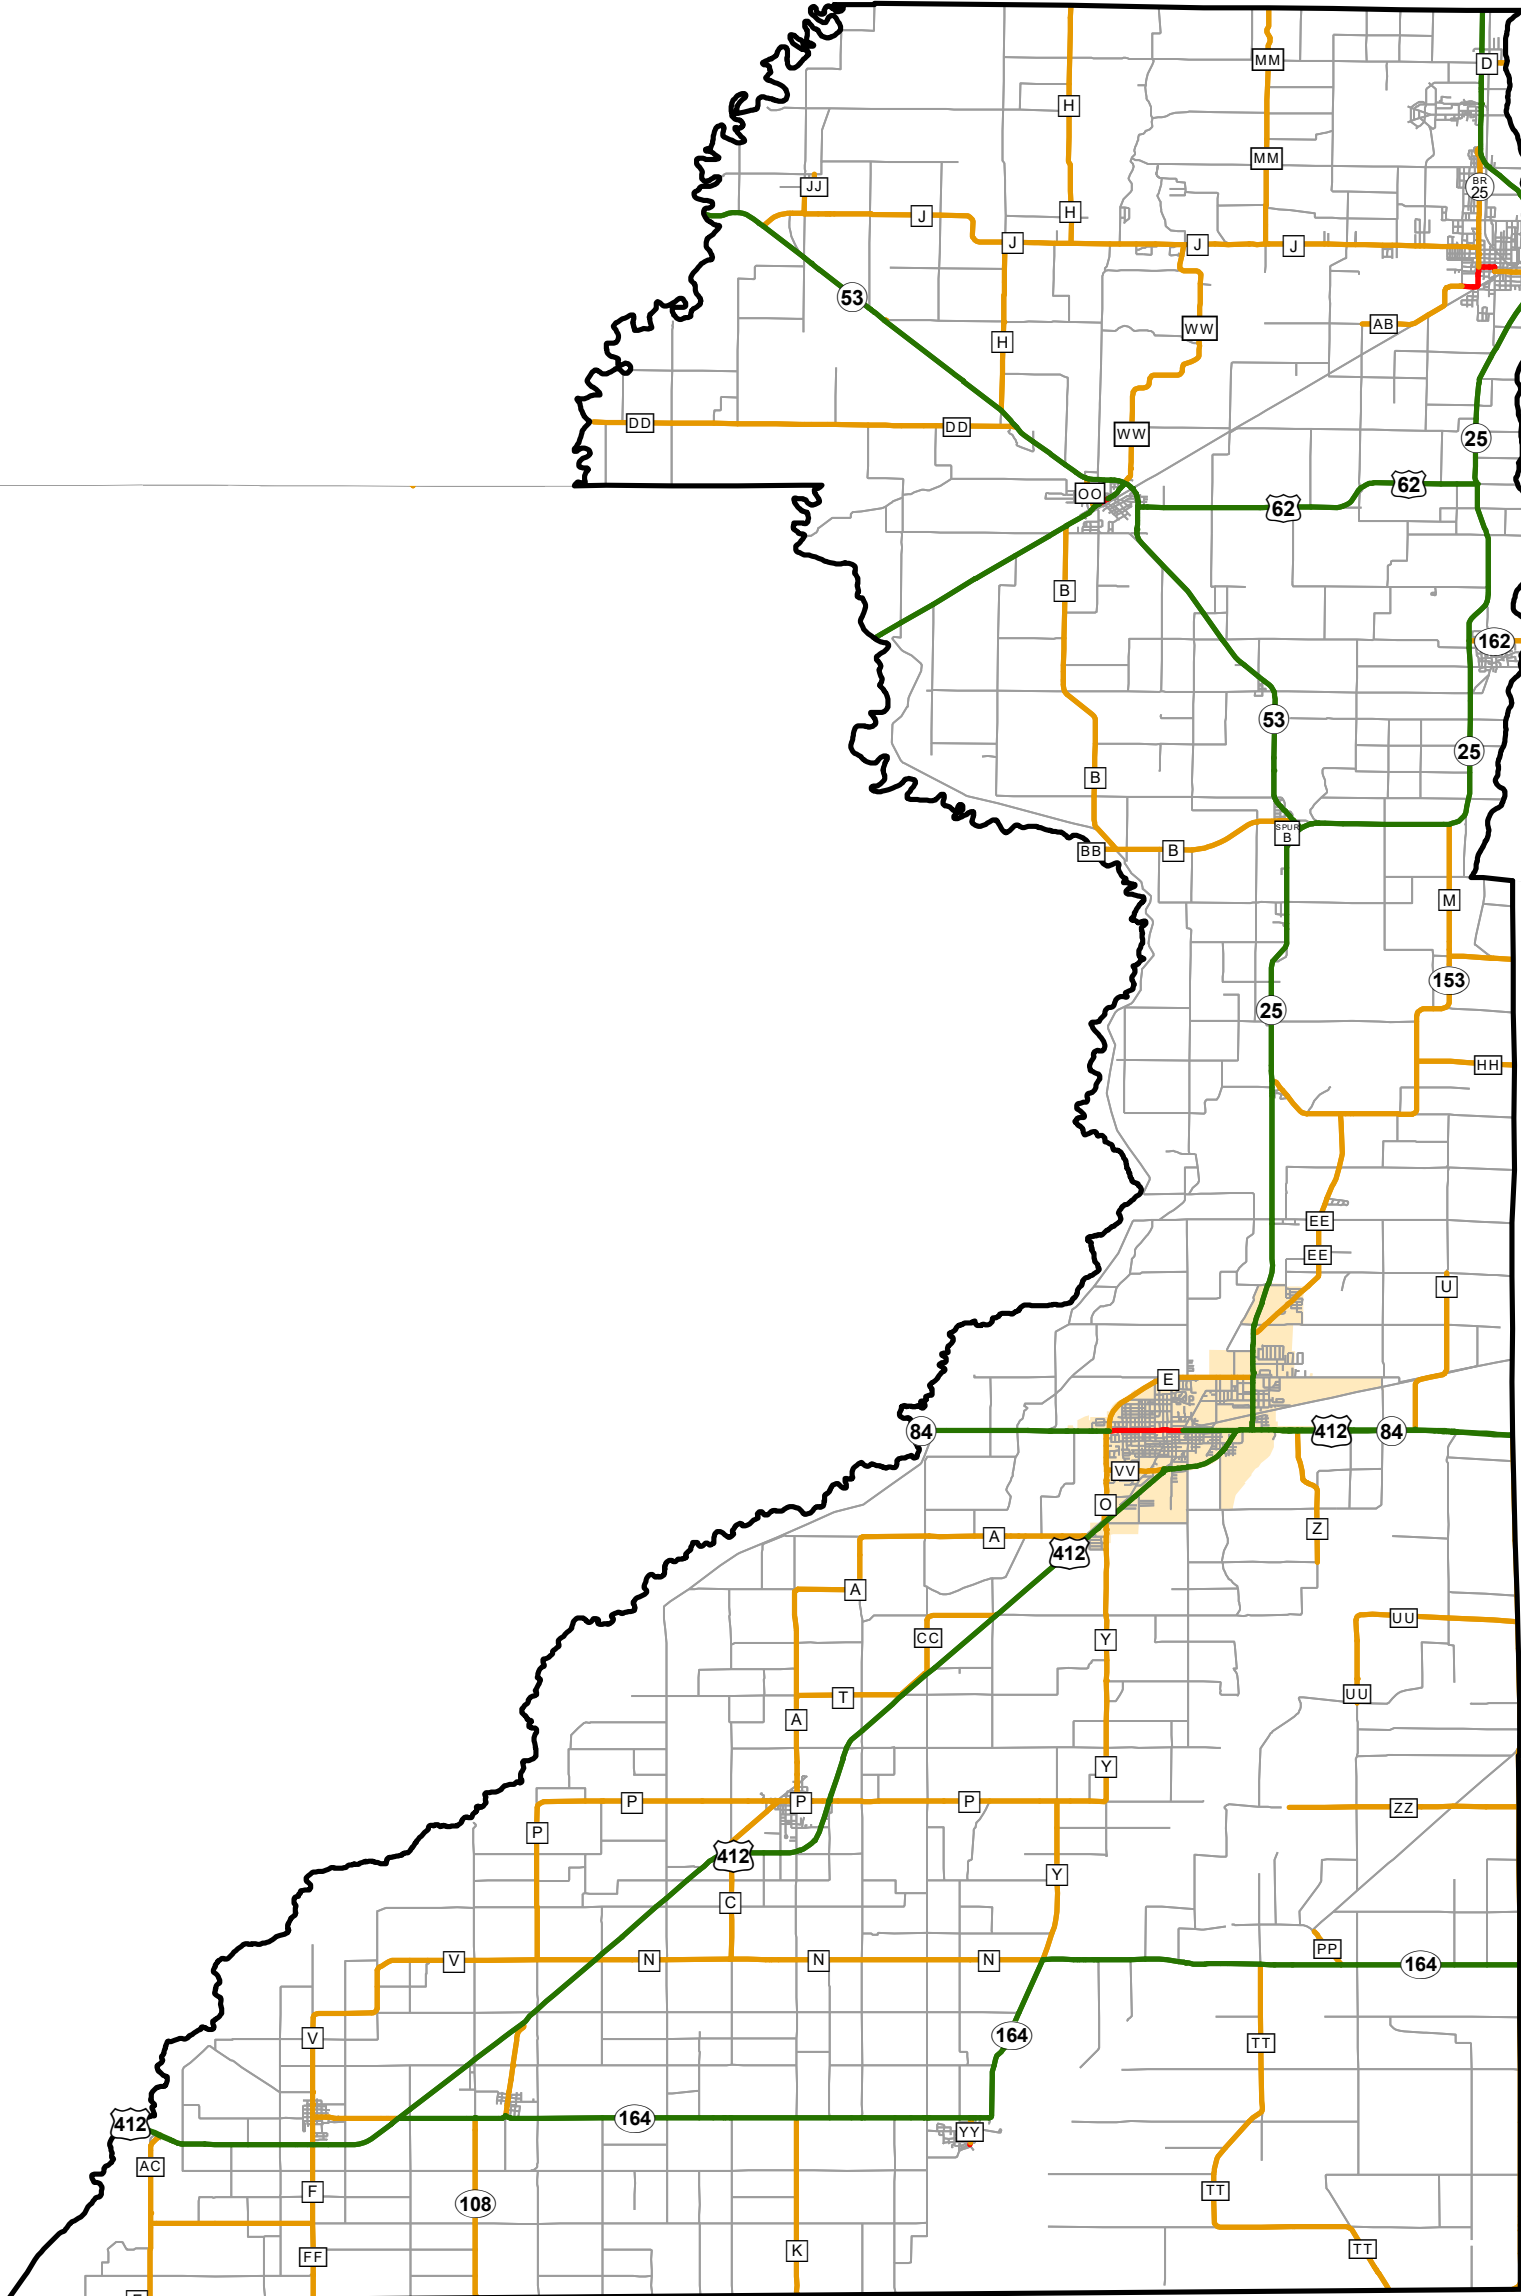 MM
D
H
MM
JJ
BR
25
H
J
J
J
J
53
AB
WW
H
DD
DD
WW
25
62
OO
62
B
162
53
25
B
SPUR
B
BB
B
M
153
25
HH
EE
EE
U
E
84
412
84
VV
O
Z
A
412
A
UU
CC
Y
UU
T
A
Y
P
P
P
ZZ
P
412
Y
C
PP
V
N
N
N
164
164
V
TT
412
164
YY
AC
TT
F
108
K
TT
FF